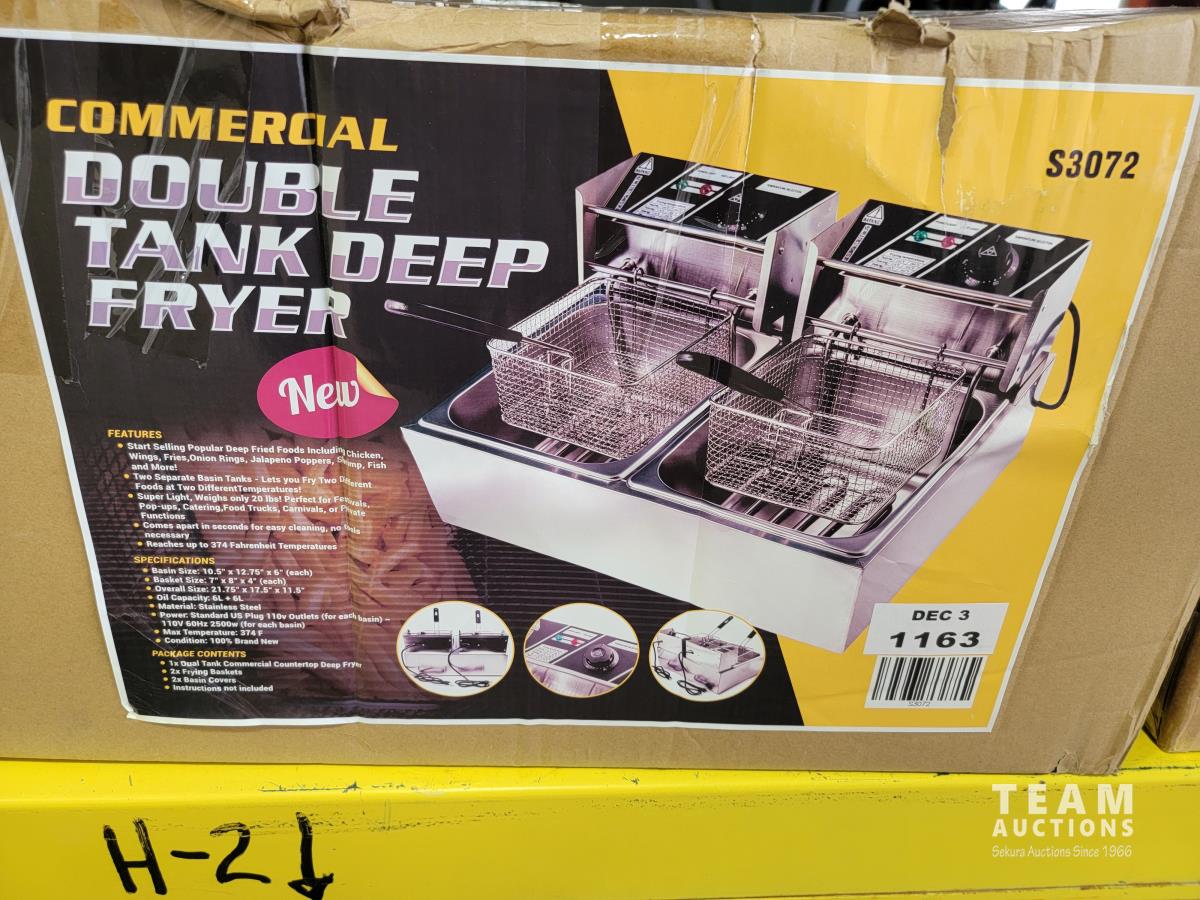 COMMERCIAL
DOUBLE
TANK DEEP
FRYER
S3072
New
FEATURES
• Start Selling Popular Deep Fried Foods Including Chicken,
Wings, Fries,Onion Rings, Jalapeno Poppers, Shrimp, Fish
and More!
• Two Separate Basin Tanks - Lets you Fry Two Different
Foods at Two DifferentTemperatures!
• Super Light, Weighs only 20 lbs! Perfect for Festivals,
Pop-ups, Catering,Food Trucks, Carnivals, or Private
Functions
• Comes apart in seconds for easy cleaning, no tools
necessary
• Reaches up to 374 Fahrenheit Temperatures
SPECIFICATIONS
• Basin Size: 10.5" x 12.75" x 6" (each)
• Basket Size: 7" x 8" x 4" (each)
• Overall Size: 21.75" x 17.5" x 11.5"
• Oil Capacity: 6L + 6L
• Material: Stainless Steel
• Power: Standard US Plug 110v Outlets (for each basin) –
110V 60Hz 2500w (for each basin)
• Max Temperature: 374 F
• Condition: 100% Brand New
PACKAGE CONTENTS
• 1x Dual Tank Commercial Countertop Deep Fryer
• 2x Frying Baskets
• 2x Basin Covers
• Instructions not included
DEC 3
1163
S3072
H-2↓
TEAM
AUCTIONS
Sekura Auctions Since 1966